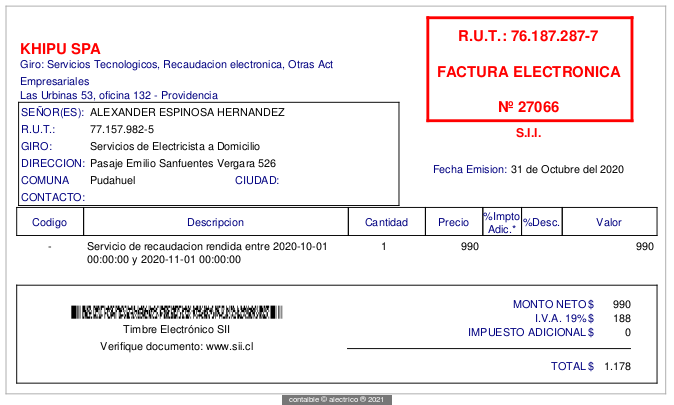 KHIPU SPA
Giro: Servicios Tecnologicos, Recaudacion electronica, Otras Act
Empresariales
Las Urbinas 53, oficina 132 - Providencia
R.U.T.: 76.187.287-7
FACTURA ELECTRONICA
Nº 27066
S.I.I.
Fecha Emision: 31 de Octubre del 2020
SEÑOR(ES): ALEXANDER ESPINOSA HERNANDEZ
R.U.T.: 77.157.982-5
GIRO: Servicios de Electricista a Domicilio
DIRECCION: Pasaje Emilio Sanfuentes Vergara 526
COMUNA Pudahuel CIUDAD:
CONTACTO:
Codigo Descripcion Cantidad Precio %Impto Adic.* %Desc. Valor
- Servicio de recaudacion rendida entre 2020-10-01 1 990 990
00:00:00 y 2020-11-01 00:00:00
Timbre Electrónico SII
Verifique documento: www.sii.cl
MONTO NETO $ 990
I.V.A. 19% $ 188
IMPUESTO ADICIONAL $ 0
TOTAL $ 1.178
contaible © alectrico ® 2021